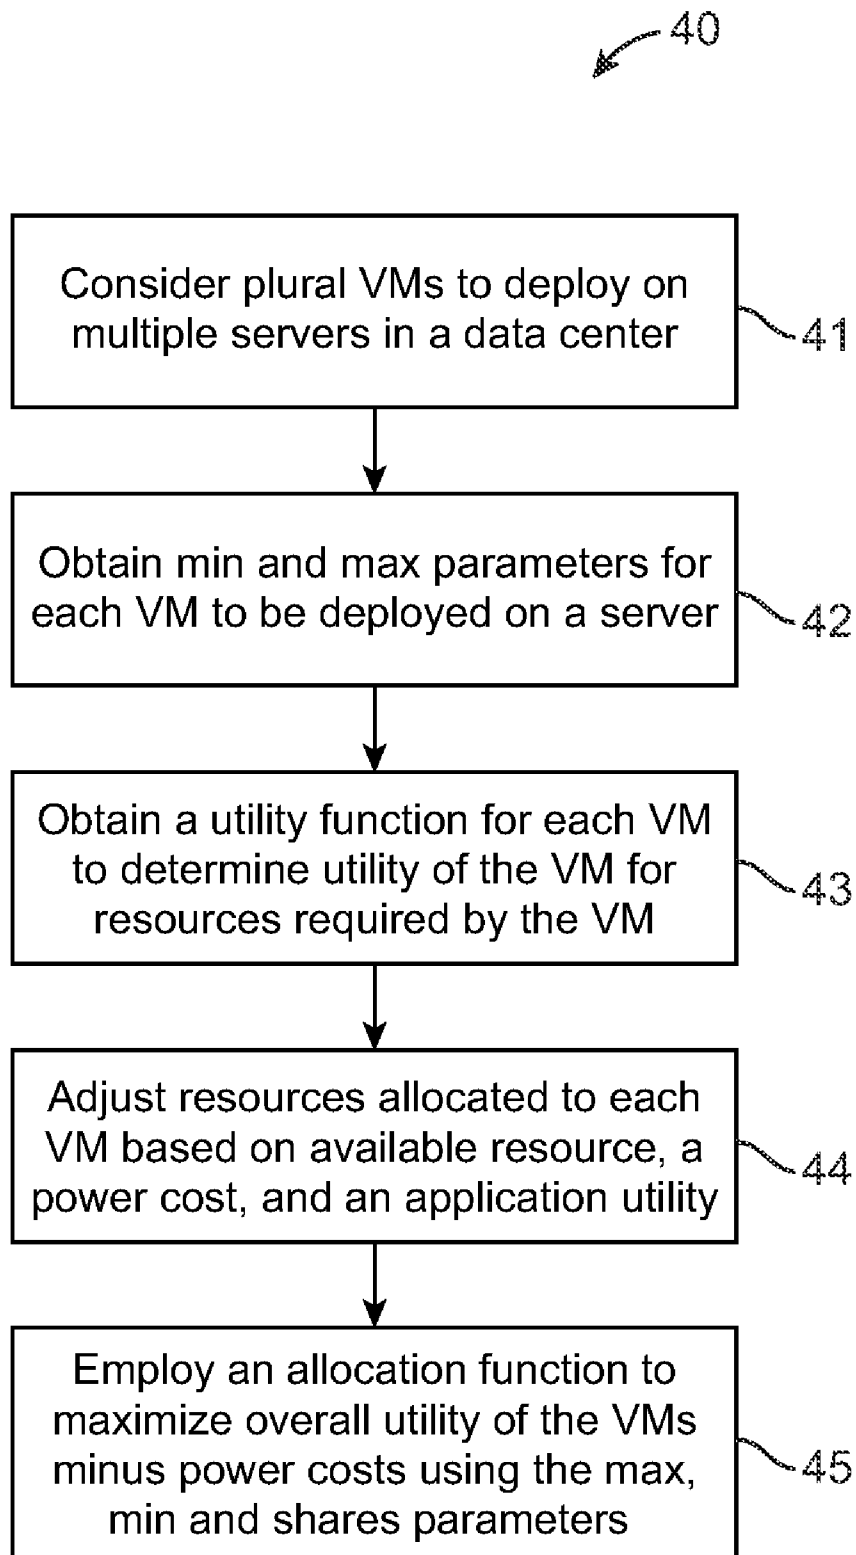 40
Consider plural VMs to deploy on
multiple servers in a data center
41
Obtain min and max parameters for
each VM to be deployed on a server
42
Obtain a utility function for each VM
to determine utility of the VM for
resources required by the VM
43
Adjust resources allocated to each
VM based on available resource, a
power cost, and an application utility
44
Employ an allocation function to
maximize overall utility of the VMs
minus power costs using the max,
min and shares parameters
45